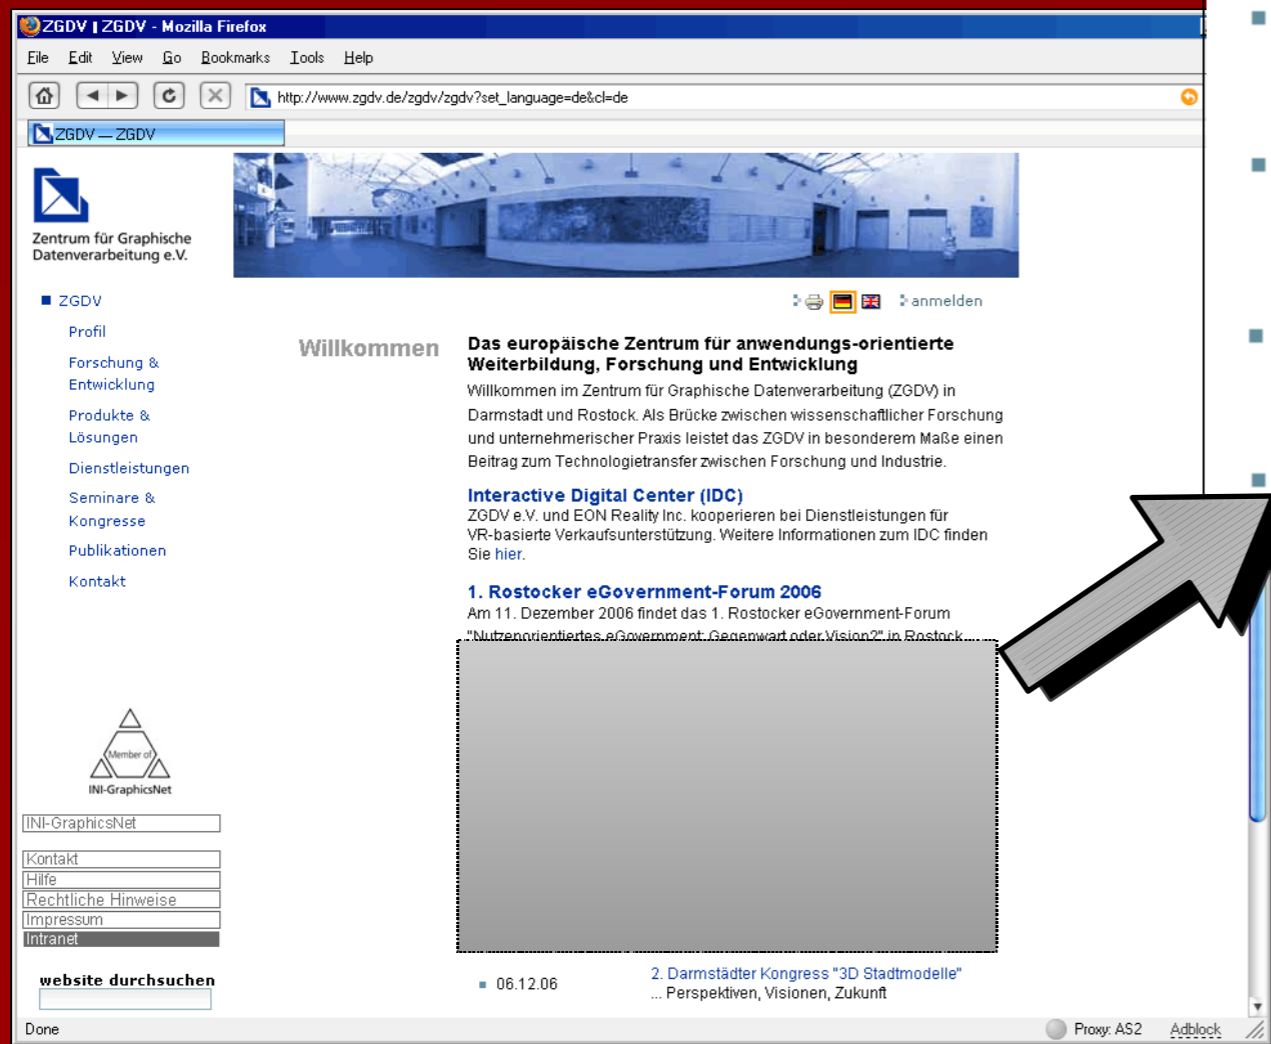 ZGDV | ZGDV - Mozilla Firefox
File Edit View Go Bookmarks Tools Help
http://www.zgdv.de/zgdv/zgdv?set_language=de&cl=de
ZGDV — ZGDV
Zentrum für Graphische
Datenverarbeitung e.V.
anmelden
ZGDV
Profil
Forschung &
Entwicklung
Produkte &
Lösungen
Dienstleistungen
Seminare &
Kongresse
Publikationen
Kontakt
Willkommen
Das europäische Zentrum für anwendungs-orientierte
Weiterbildung, Forschung und Entwicklung
Willkommen im Zentrum für Graphische Datenverarbeitung (ZGDV) in
Darmstadt und Rostock. Als Brücke zwischen wissenschaftlicher Forschung
und unternehmerischer Praxis leistet das ZGDV in besonderem Maße einen
Beitrag zum Technologietransfer zwischen Forschung und Industrie.
Interactive Digital Center (IDC)
ZGDV e.V. und EON Reality Inc. kooperieren bei Dienstleistungen für
VR-basierte Verkaufsunterstützung. Weitere Informationen zum IDC finden
Sie hier.
1. Rostocker eGovernment-Forum 2006
Am 11. Dezember 2006 findet das 1. Rostocker eGovernment-Forum
"Nutzenorientiertes eGovernment: Gegenwart oder Vision?" in Rostock
Member of
INI-GraphicsNet
INI-GraphicsNet
Kontakt
Hilfe
Rechtliche Hinweise
Impressum
Intranet
website durchsuchen
06.12.06
2. Darmstädter Kongress "3D Stadtmodelle"
... Perspektiven, Visionen, Zukunft
Done
Proxy: AS2 Adblock